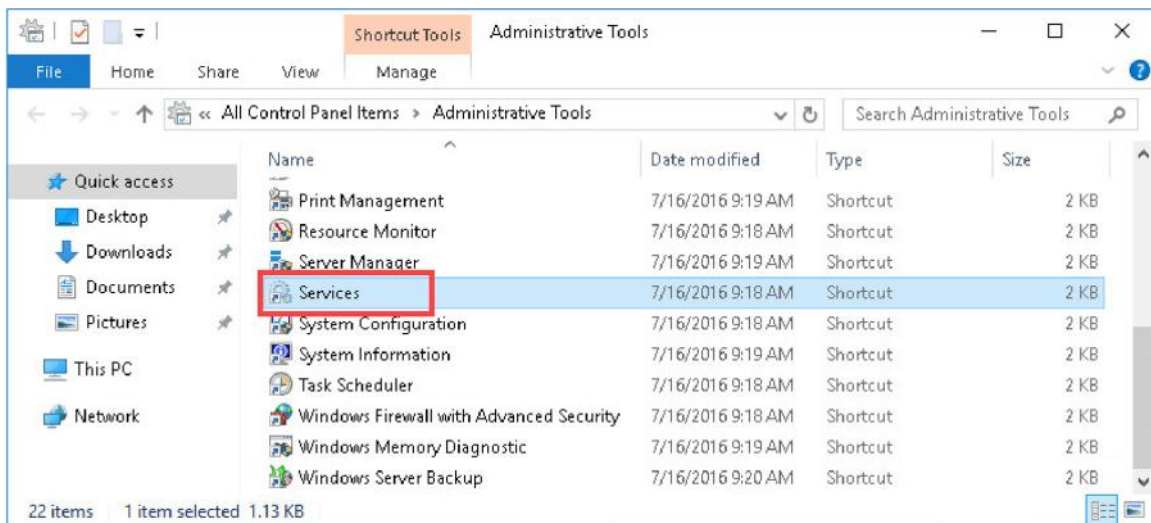 Shortcut Tools Administrative Tools
File Home Share View Manage
« All Control Panel Items > Administrative Tools Search Administrative Tools
Name Date modified Type Size
Quick access
Desktop
Downloads
Documents
Pictures
This PC
Network
Print Management 7/16/2016 9:19 AM Shortcut 2 KB
Resource Monitor 7/16/2016 9:18 AM Shortcut 2 KB
Server Manager 7/16/2016 9:19 AM Shortcut 2 KB
Services 7/16/2016 9:18 AM Shortcut 2 KB
System Configuration 7/16/2016 9:18 AM Shortcut 2 KB
System Information 7/16/2016 9:19 AM Shortcut 2 KB
Task Scheduler 7/16/2016 9:18 AM Shortcut 2 KB
Windows Firewall with Advanced Security 7/16/2016 9:18 AM Shortcut 2 KB
Windows Memory Diagnostic 7/16/2016 9:19 AM Shortcut 2 KB
Windows Server Backup 7/16/2016 9:20 AM Shortcut 2 KB
22 items 1 item selected 1.13 KB